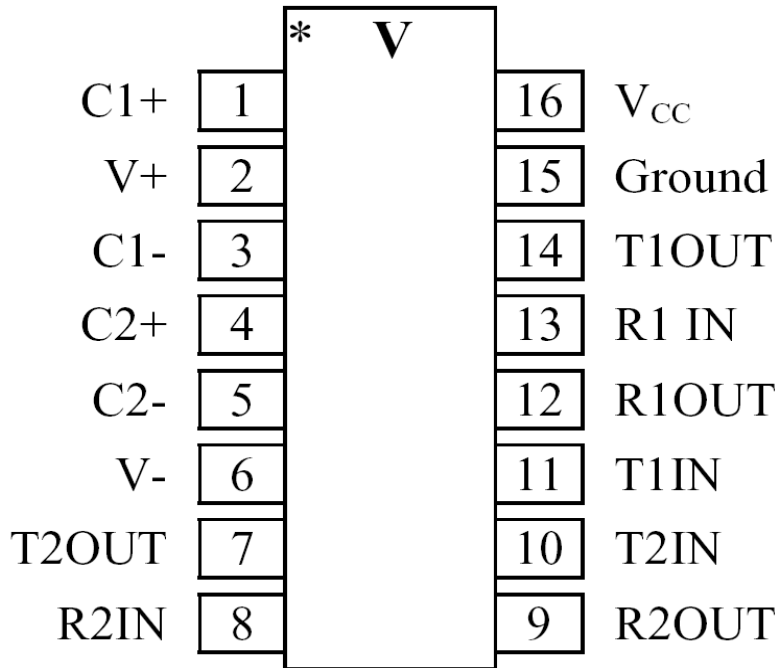 * V
C1+ 1 16 VCC
V+ 2 15 Ground
C1- 3 14 T1OUT
C2+ 4 13 R1 IN
C2- 5 12 R1OUT
V- 6 11 T1IN
T2OUT 7 10 T2IN
R2IN 8 9 R2OUT